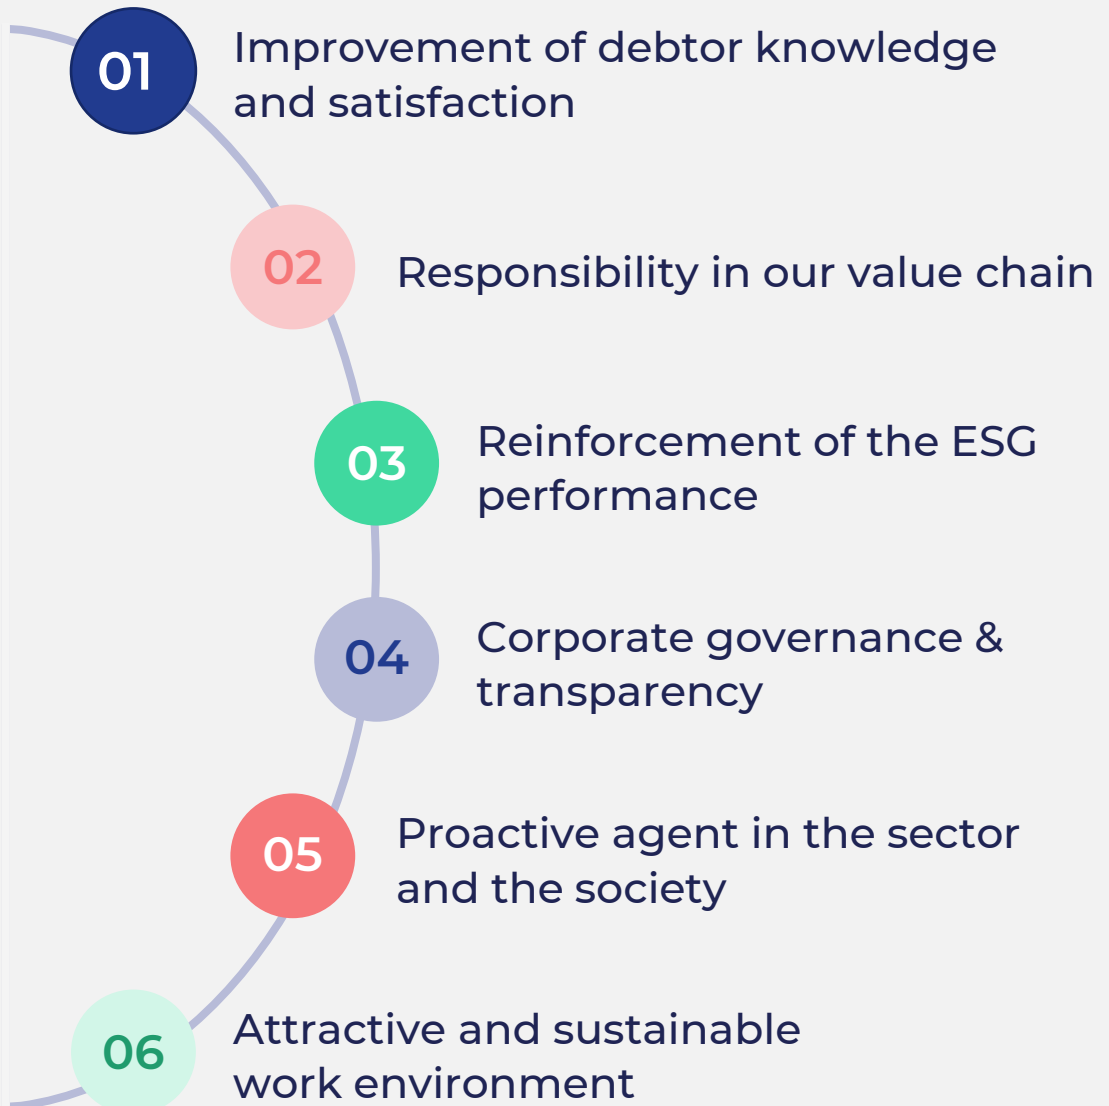 01
Improvement of debtor knowledge
and satisfaction
02
Responsibility in our value chain
03
Reinforcement of the ESG
performance
04
Corporate governance &
transparency
05
Proactive agent in the sector
and the society
06
Attractive and sustainable
work environment